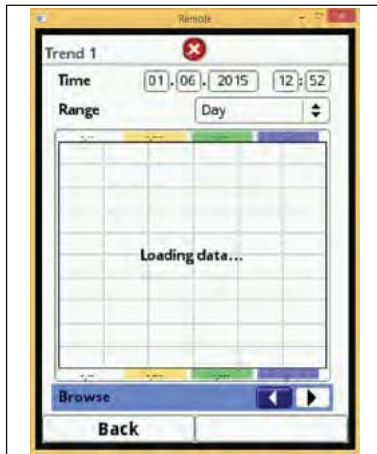 Remote
Trend 1
Time 01.06.2015 12:52
Range Day
-,-- -,-- -,-- -,--
Loading data...
-,-- -,-- -,-- -,--
Browse
Back